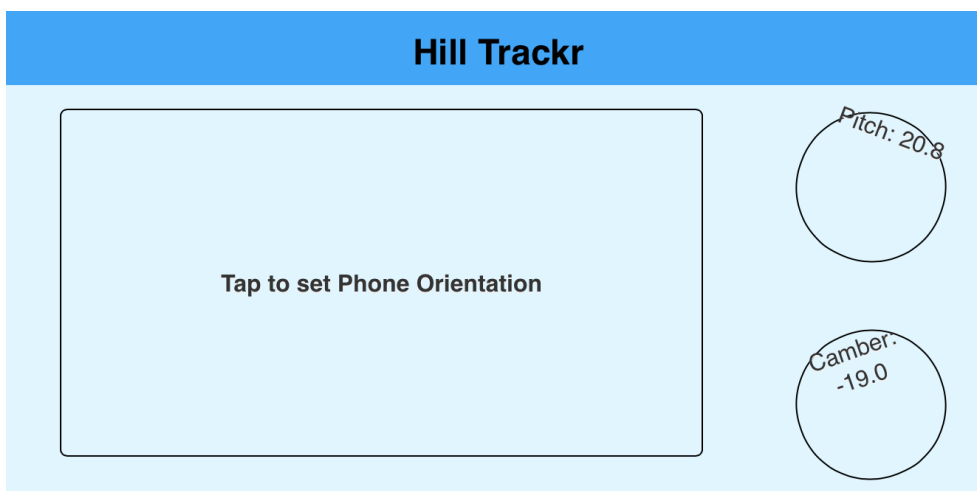 Hill Trackr
Tap to set Phone Orientation
Pitch: 20.8
Camber:
-19.0